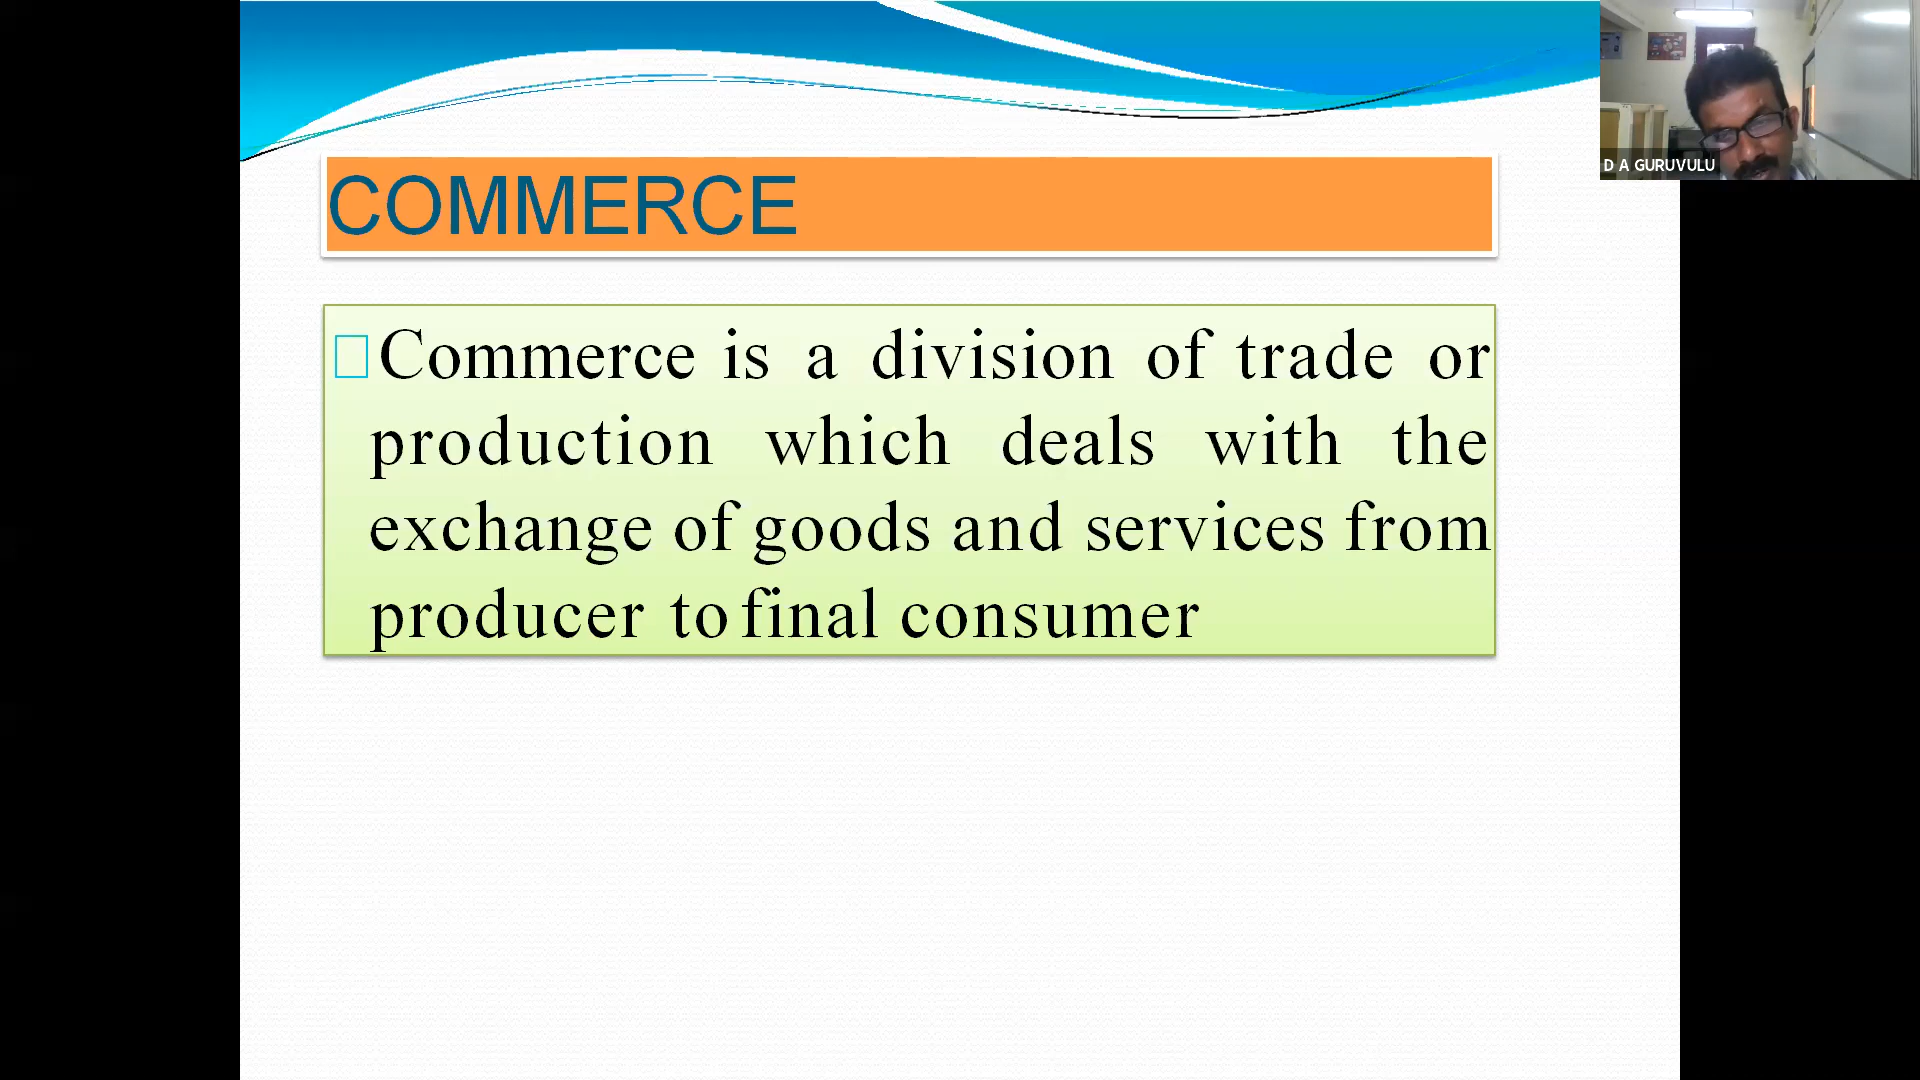 COMMERCE
Commerce is a division of trade or
production which deals with the
exchange of goods and services from
producer to final consumer
D A GURUVULU